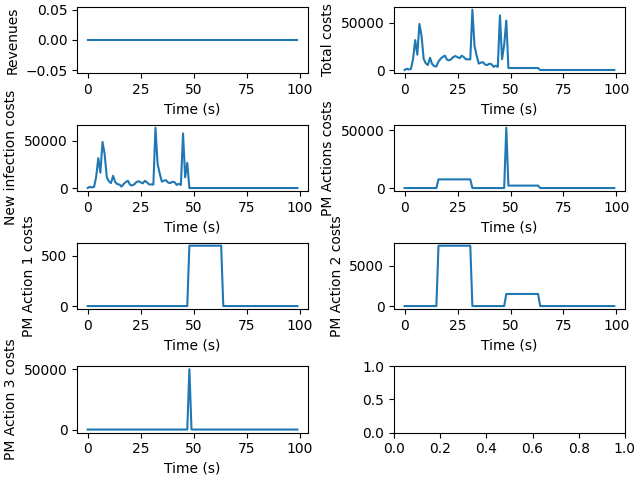 Revenues
0.05
0.00
−0.05
0 25 50 75 100
Time (s)
Total costs
50000
0
0 25 50 75 100
Time (s)
New infection costs
50000
0
0 25 50 75 100
Time (s)
PM Actions costs
50000
0
0 25 50 75 100
Time (s)
PM Action 1 costs
500
0
0 25 50 75 100
Time (s)
PM Action 2 costs
5000
0
0 25 50 75 100
Time (s)
PM Action 3 costs
50000
0
0 25 50 75 100
Time (s)
1.0
0.5
0.0
0.0 0.2 0.4 0.6 0.8 1.0